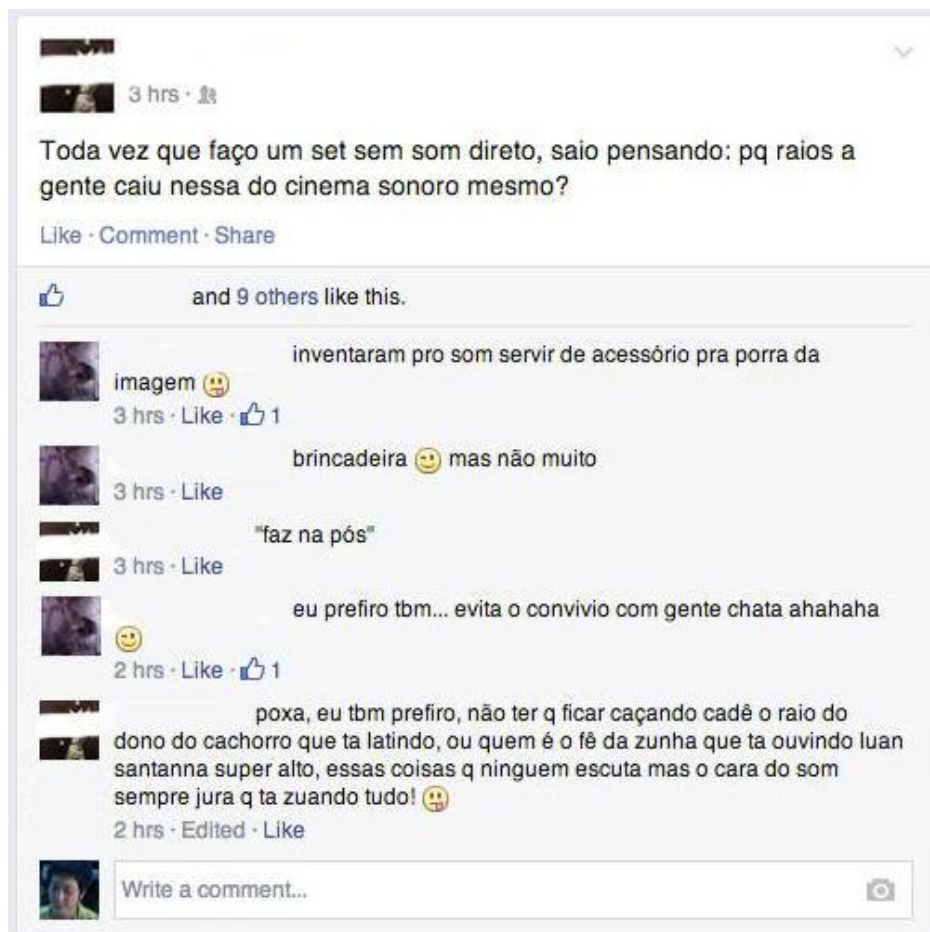 3 hrs ·
Toda vez que faço um set sem som direto, saio pensando: pq raios a
gente caiu nessa do cinema sonoro mesmo?
Like · Comment · Share
and 9 others like this.
inventaram pro som servir de acessório pra porra da
imagem
3 hrs · Like · 1
brincadeira mas não muito
3 hrs · Like
"faz na pós"
3 hrs · Like
eu prefiro tbm... evita o convivio com gente chata ahahaha
2 hrs · Like · 1
poxa, eu tbm prefiro, não ter q ficar caçando cadê o raio do
dono do cachorro que ta latindo, ou quem é o fê da zunha que ta ouvindo luan
santanna super alto, essas coisas q ninguem escuta mas o cara do som
sempre jura q ta zuando tudo!
2 hrs · Edited · Like
Write a comment...